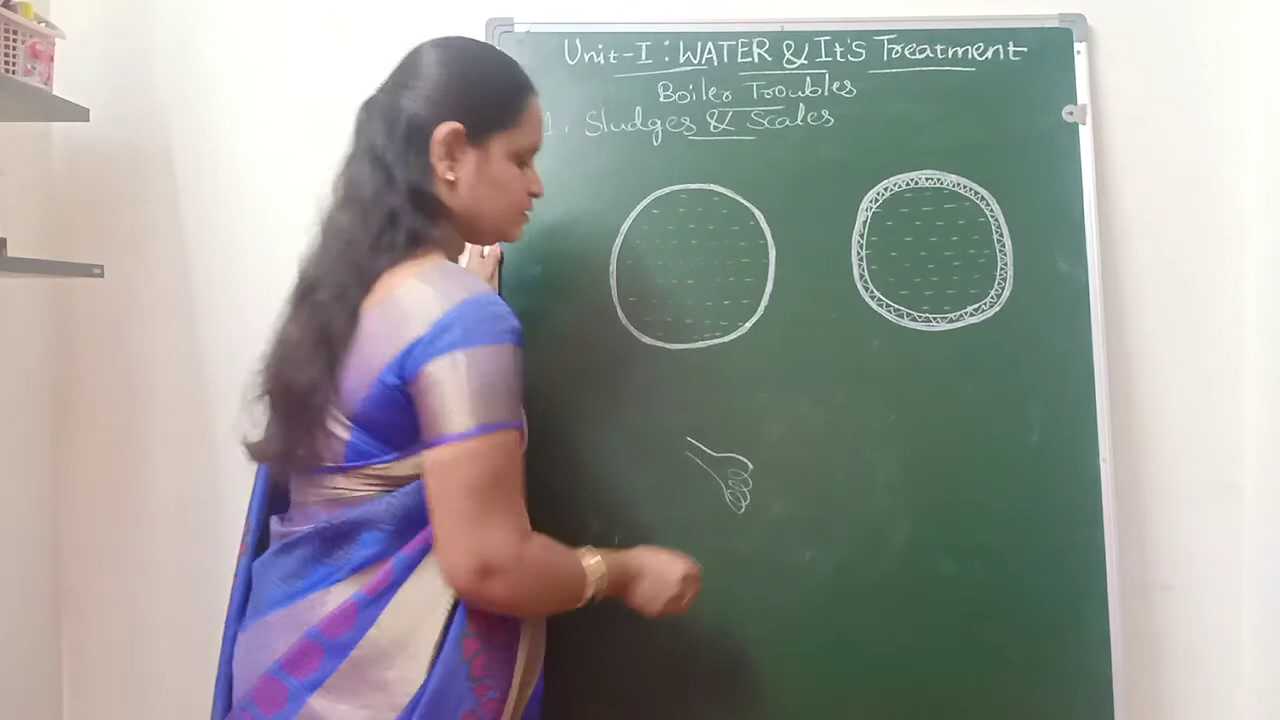 Unit-I : WATER & It's Treatment
Boiler Troubles
1. Sludges & Scales